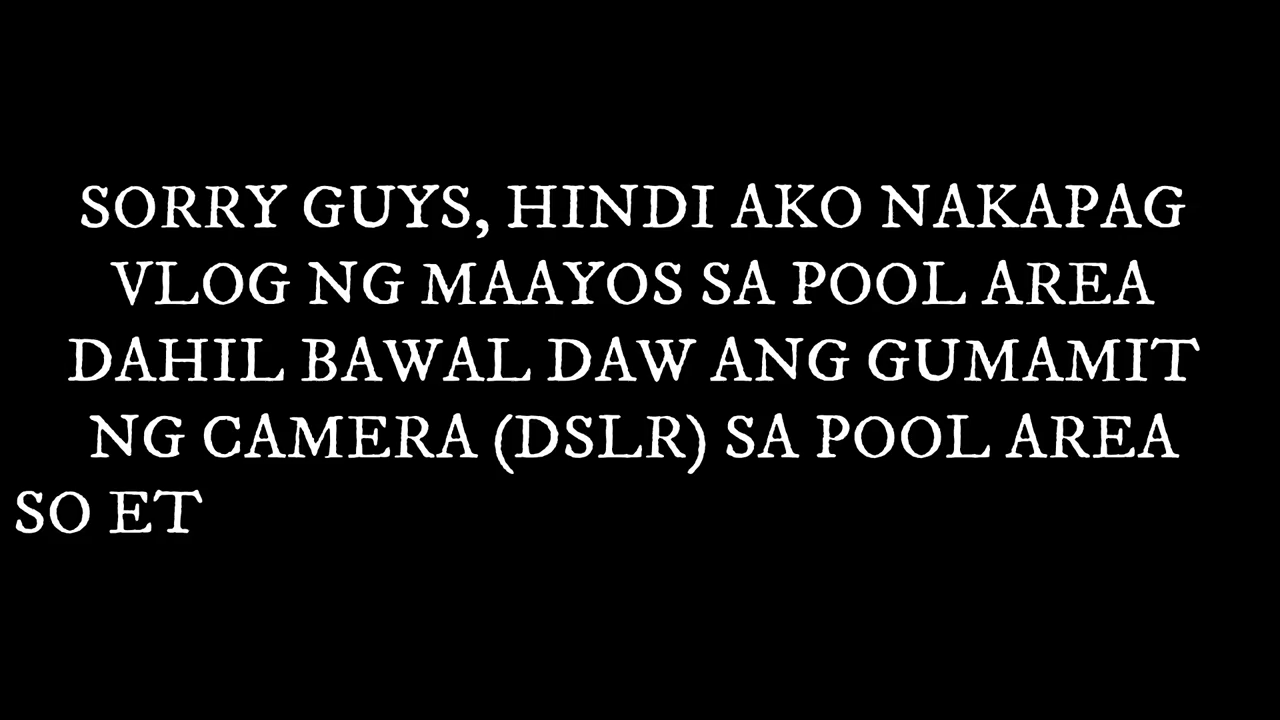 SORRY GUYS, HINDI AKO NAKAPAG
VLOG NG MAAYOS SA POOL AREA
DAHIL BAWAL DAW ANG GUMAMIT
NG CAMERA (DSLR) SA POOL AREA
SO ET